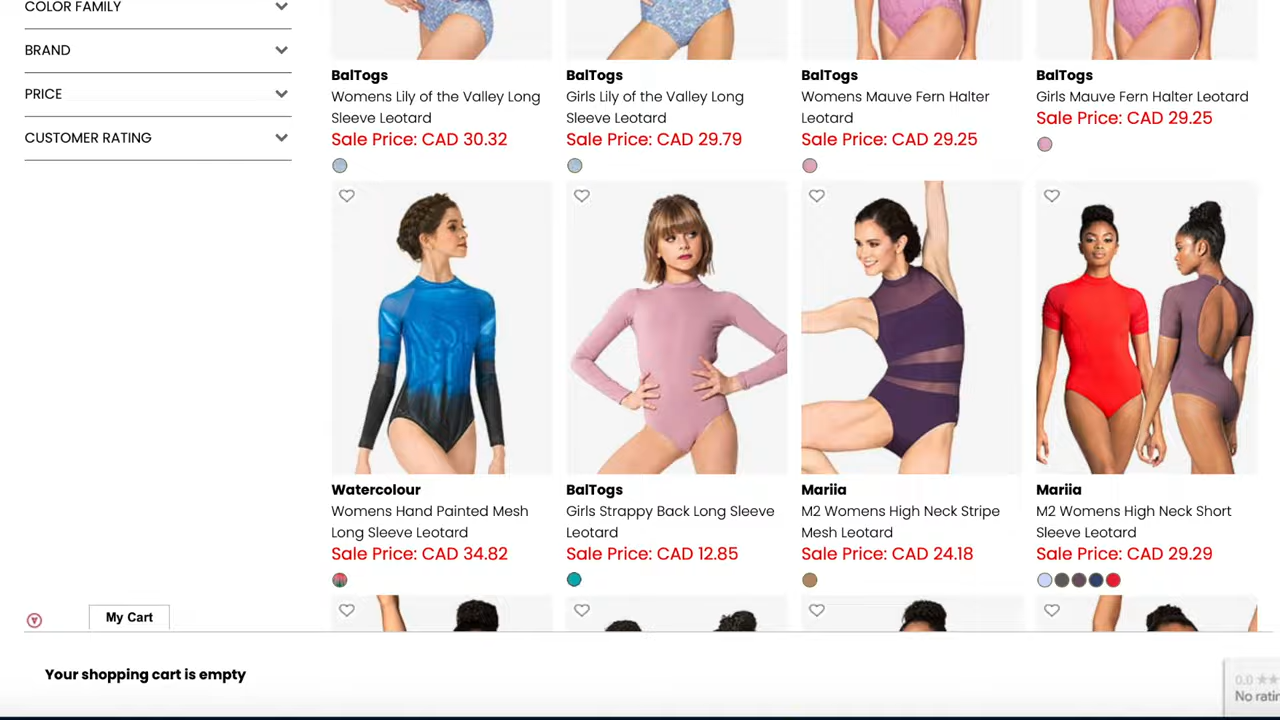 COLOR FAMILY
BRAND
PRICE
CUSTOMER RATING
BalTogs
Womens Lily of the Valley Long
Sleeve Leotard
Sale Price: CAD 30.32
BalTogs
Girls Lily of the Valley Long
Sleeve Leotard
Sale Price: CAD 29.79
BalTogs
Womens Mauve Fern Halter
Leotard
Sale Price: CAD 29.25
BalTogs
Girls Mauve Fern Halter Leotard
Sale Price: CAD 29.25
Watercolour
Womens Hand Painted Mesh
Long Sleeve Leotard
Sale Price: CAD 34.82
BalTogs
Girls Strappy Back Long Sleeve
Leotard
Sale Price: CAD 12.85
Mariia
M2 Womens High Neck Stripe
Mesh Leotard
Sale Price: CAD 24.18
Mariia
M2 Womens High Neck Short
Sleeve Leotard
Sale Price: CAD 29.29
My Cart
Your shopping cart is empty
0.0
No ratin